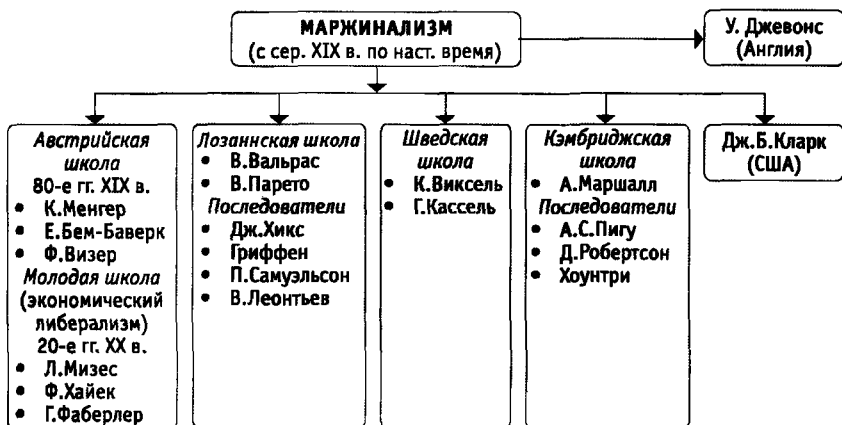 МАРЖИНАЛИЗМ
(с сер. XIX в. по наст. время)
У. Джевонс
(Англия)
Австрийская
школа
80-е гг. XIX в.
• К.Менгер
• Е.Бем-Баверк
• Ф.Визер
Молодая школа
(экономический
либерализм)
20-е гг. XX в.
• Л.Мизес
• Ф.Хайек
• Г.Фаберлер
Лозаннская школа
• В.Вальрас
• В.Парето
Последователи
• Дж.Хикс
• Гриффен
• П.Самуэльсон
• В.Леонтьев
Шведская
школа
• К.Виксель
• Г.Кассель
Кэмбриджская
школа
• А.Маршалл
Последователи
• А.С.Пигу
• Д.Робертсон
• Хоунтри
Дж.Б.Кларк
(США)